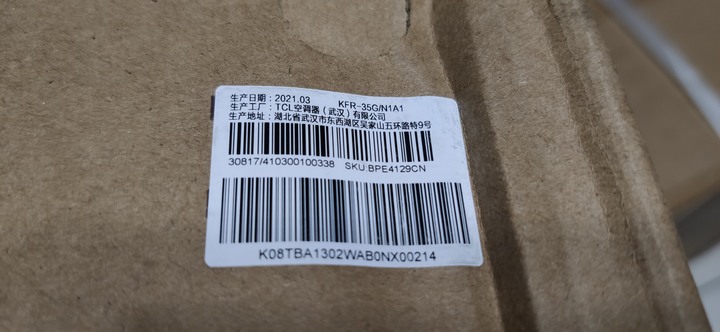 生产日期：2021.03 KFR-35G/N1A1
生产工厂：TCL空调器（武汉）有限公司
生产地址：湖北省武汉市东西湖区吴家山五环路特9号
30817/410300100338 SKU:BPE4129CN
K08TBA1302WAB0NX00214